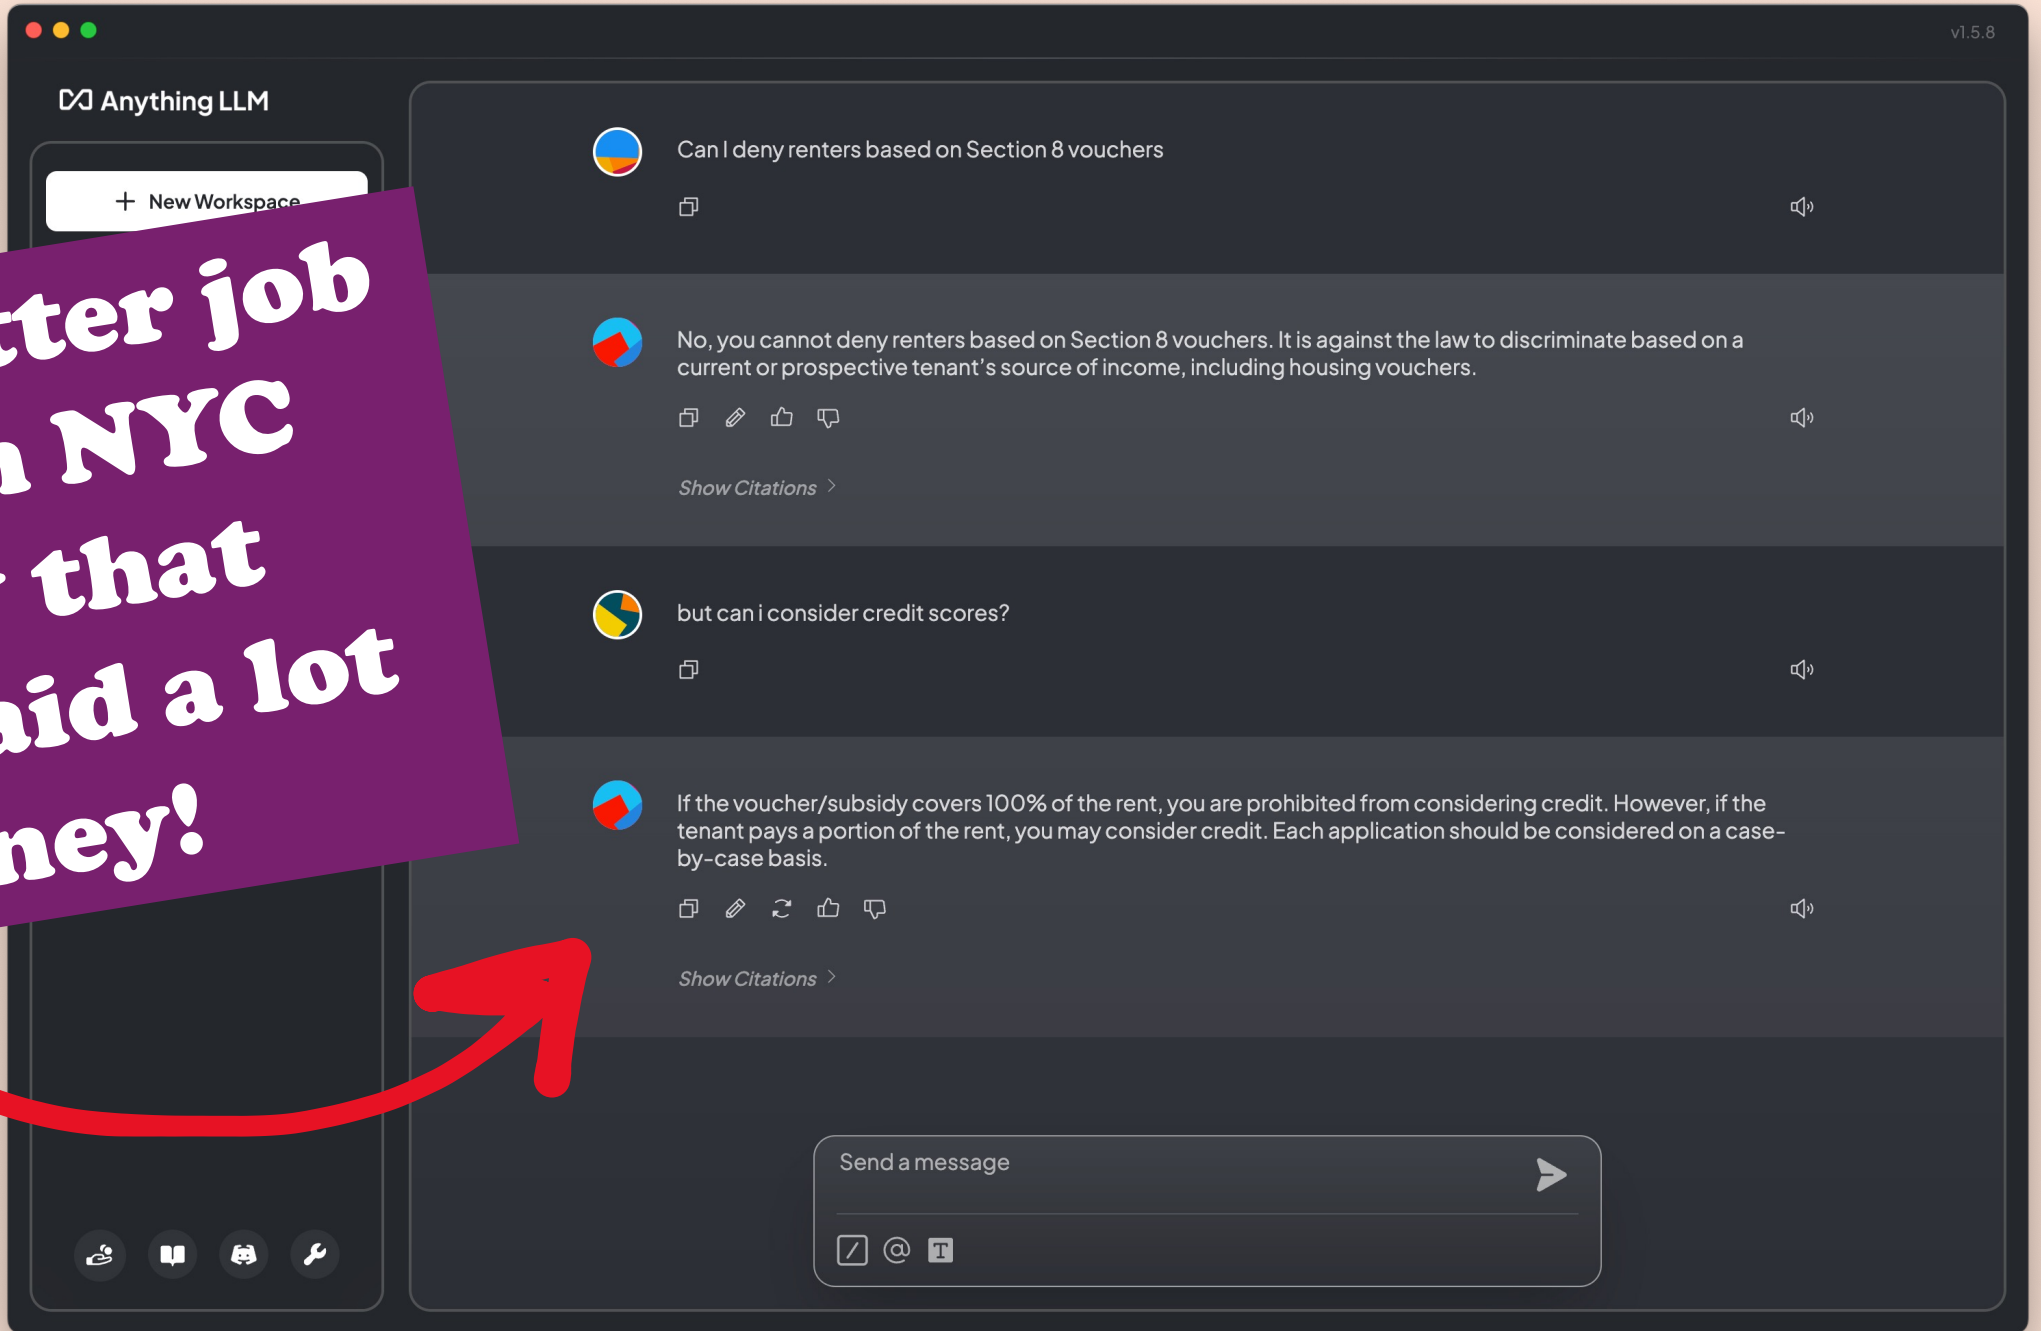 v1.5.8
Anything LLM
New Workspace
job
NYC
that
a lot
Can I deny renters based on Section 8 vouchers
No, you cannot deny renters based on Section 8 vouchers. It is against the law to discriminate based on a
current or prospective tenant's source of income, including housing vouchers.
Show Citations
but can i consider credit scores?
If the voucher/subsidy covers 100% of the rent, you are prohibited from considering credit. However, if the
tenant pays a portion of the rent, you may consider credit. Each application should be considered on a case-
by-case basis.
Show Citations
Send a message